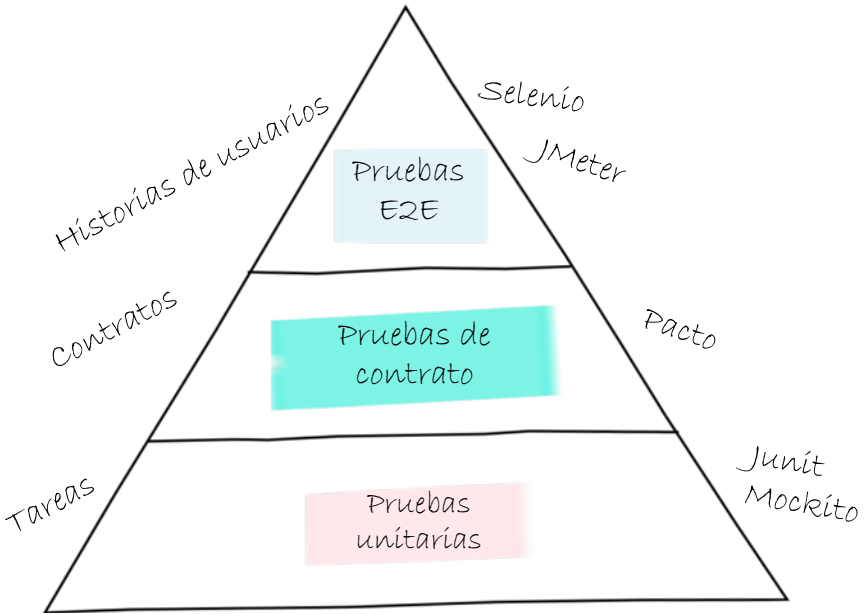 Selenio
Historias de usuarios
JMeter
Pruebas
E2E
Contratos
Pruebas de
contrato
Pacto
Tareas
Pruebas
unitarias
Junit
Mockito